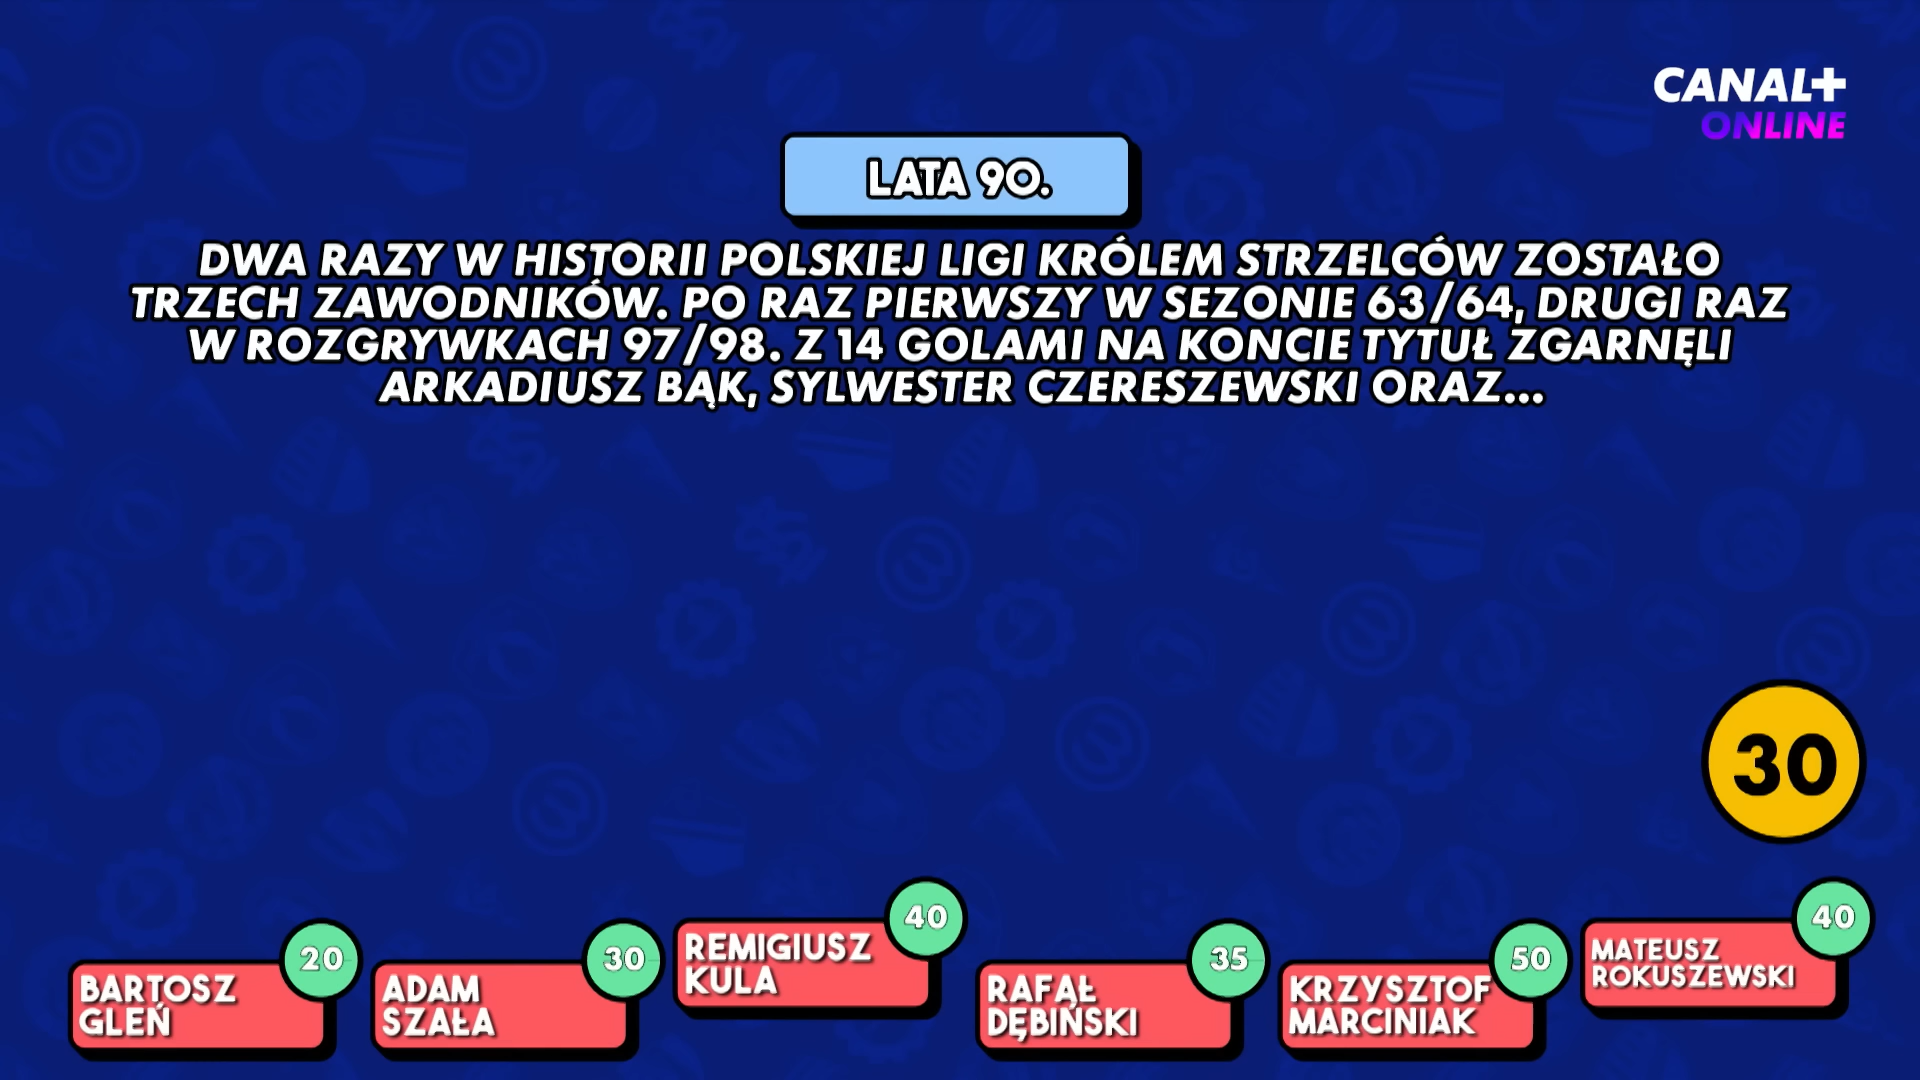 CANAL+
ONLINE
LATA 90.
DWA RAZY W HISTORII POLSKIEJ LIGI KRÓLEM STRZELCÓW ZOSTAŁO
TRZECH ZAWODNIKÓW. PO RAZ PIERWSZY W SEZONIE 63/64, DRUGI RAZ
W ROZGRYWKACH 97/98. Z 14 GOLAMI NA KONCIE TYTUŁ ZGARNĘLI
ARKADIUSZ BĄK, SYLWESTER CZERESZEWSKI ORAZ...
30
20
BARTOSZ
GLEŃ
30
ADAM
SZAŁA
40
REMIGIUSZ
KULA
35
RAFAŁ
DĘBIŃSKI
50
KRZYSZTOF
MARCINIAK
40
MATEUSZ
ROKUSZEWSKI